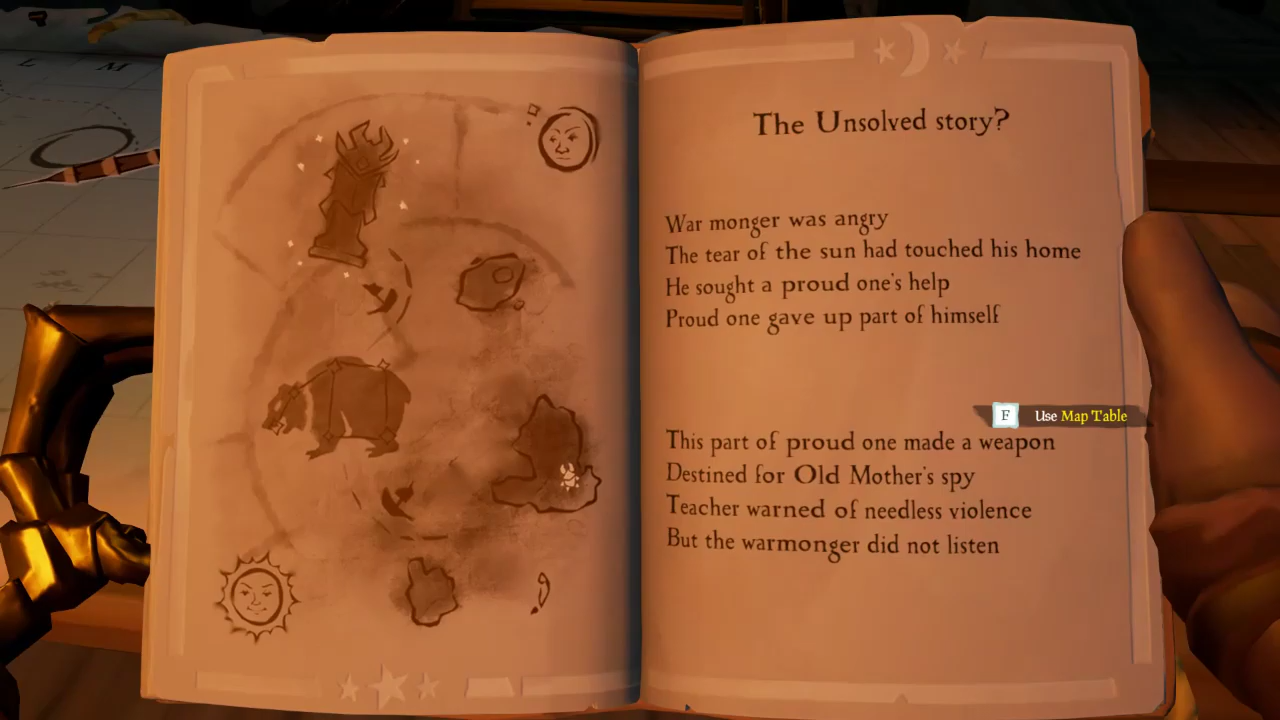 L M
The Unsolved story?
War monger was angry
The tear of the sun had touched his home
He sought a proud one's help
Proud one gave up part of himself
F Use Map Table
This part of proud one made a weapon
Destined for Old Mother's spy
Teacher warned of needless violence
But the warmonger did not listen